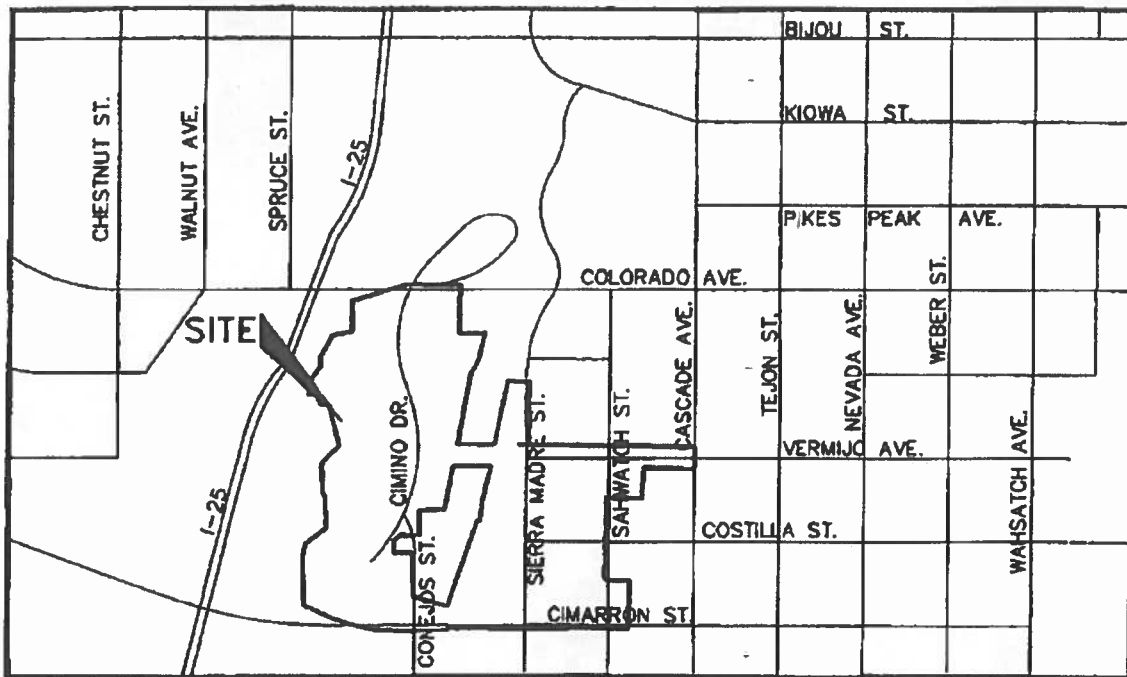 BIJOU ST.
KIOWA ST.
CHESTNUT ST.
WALNUT AVE.
SPRUCE ST.
I-25
PIKES PEAK AVE.
COLORADO AVE.
SITE
CIMINO DR.
SIERRA MADRE ST.
SAHWATCH ST.
CASCADE AVE.
TEJON ST.
NEVADA AVE.
WEBER ST.
VERMIJO AVE.
WAHSATCH AVE.
I-25
CONEJOS ST.
COSTILLA ST.
CIMARRON ST.